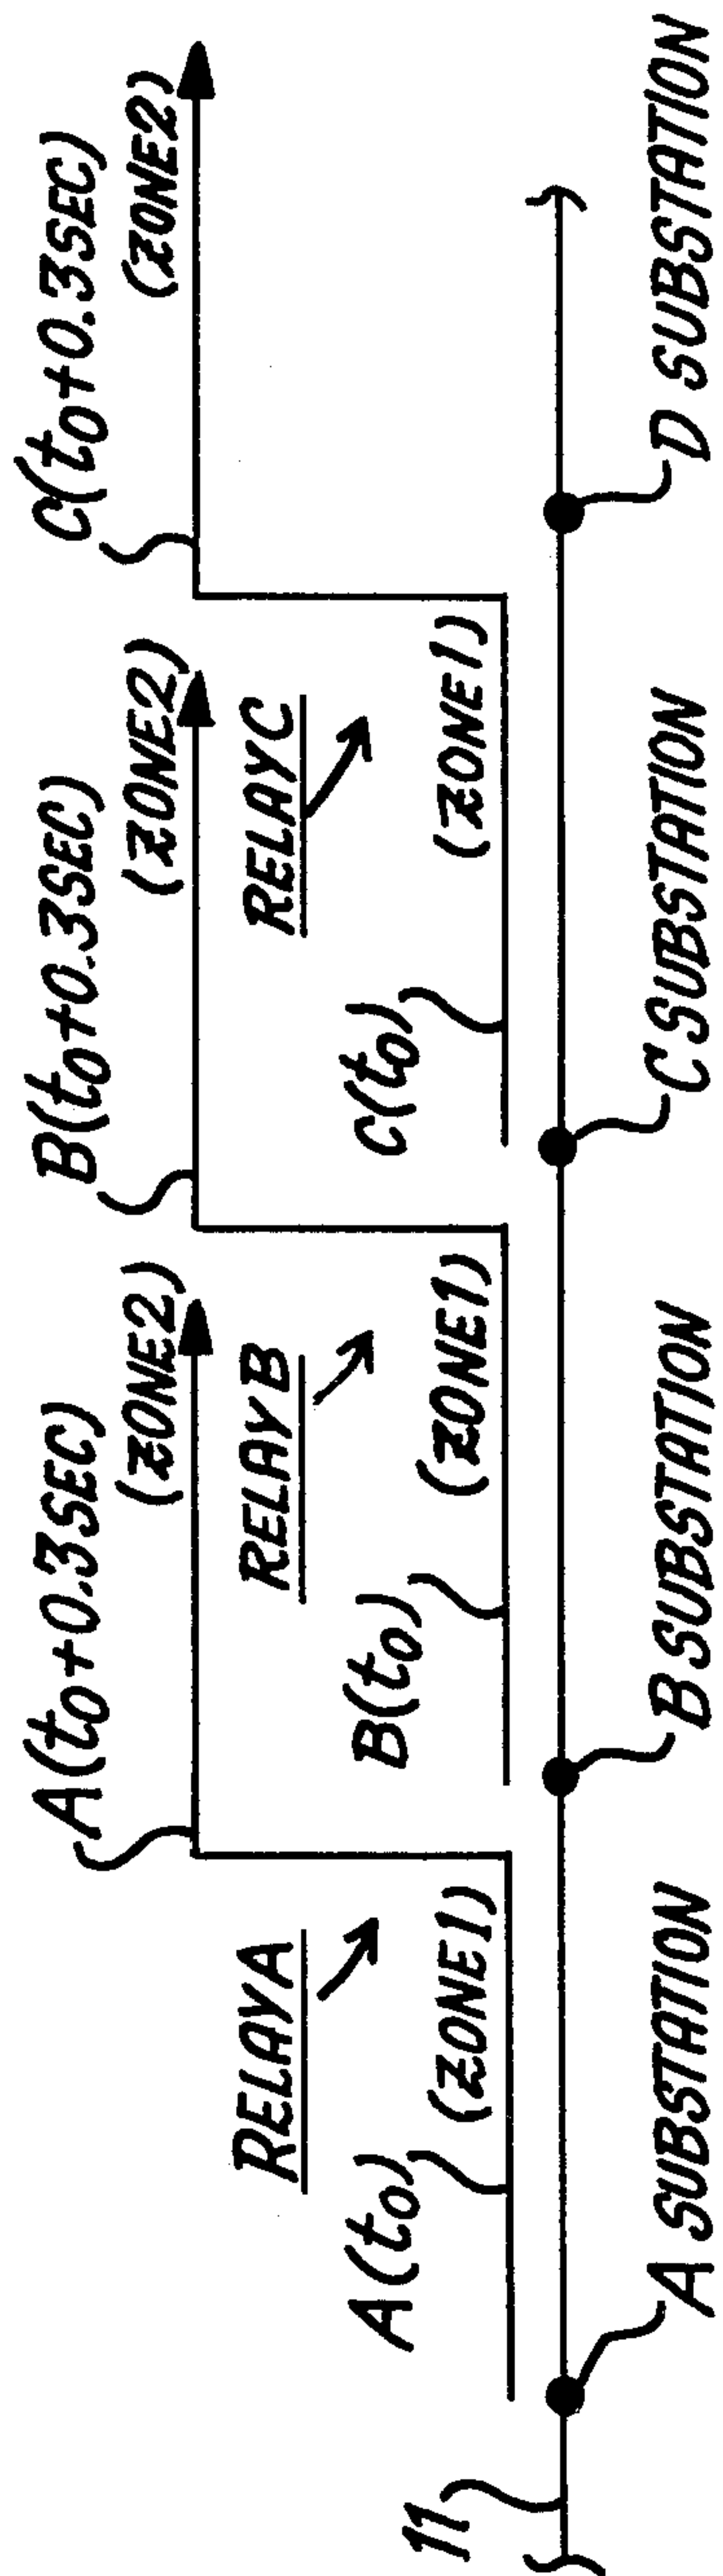 A(t0+0.3SEC)
(ZONE2)
B(t0+0.3SEC)
(ZONE2)
C(t0+0.3SEC)
(ZONE2)
RELAY A
RELAY B
RELAY C
A(t0)
(ZONE1)
B(t0)
(ZONE1)
C(t0)
(ZONE1)
11
A SUBSTATION
B SUBSTATION
C SUBSTATION
D SUBSTATION